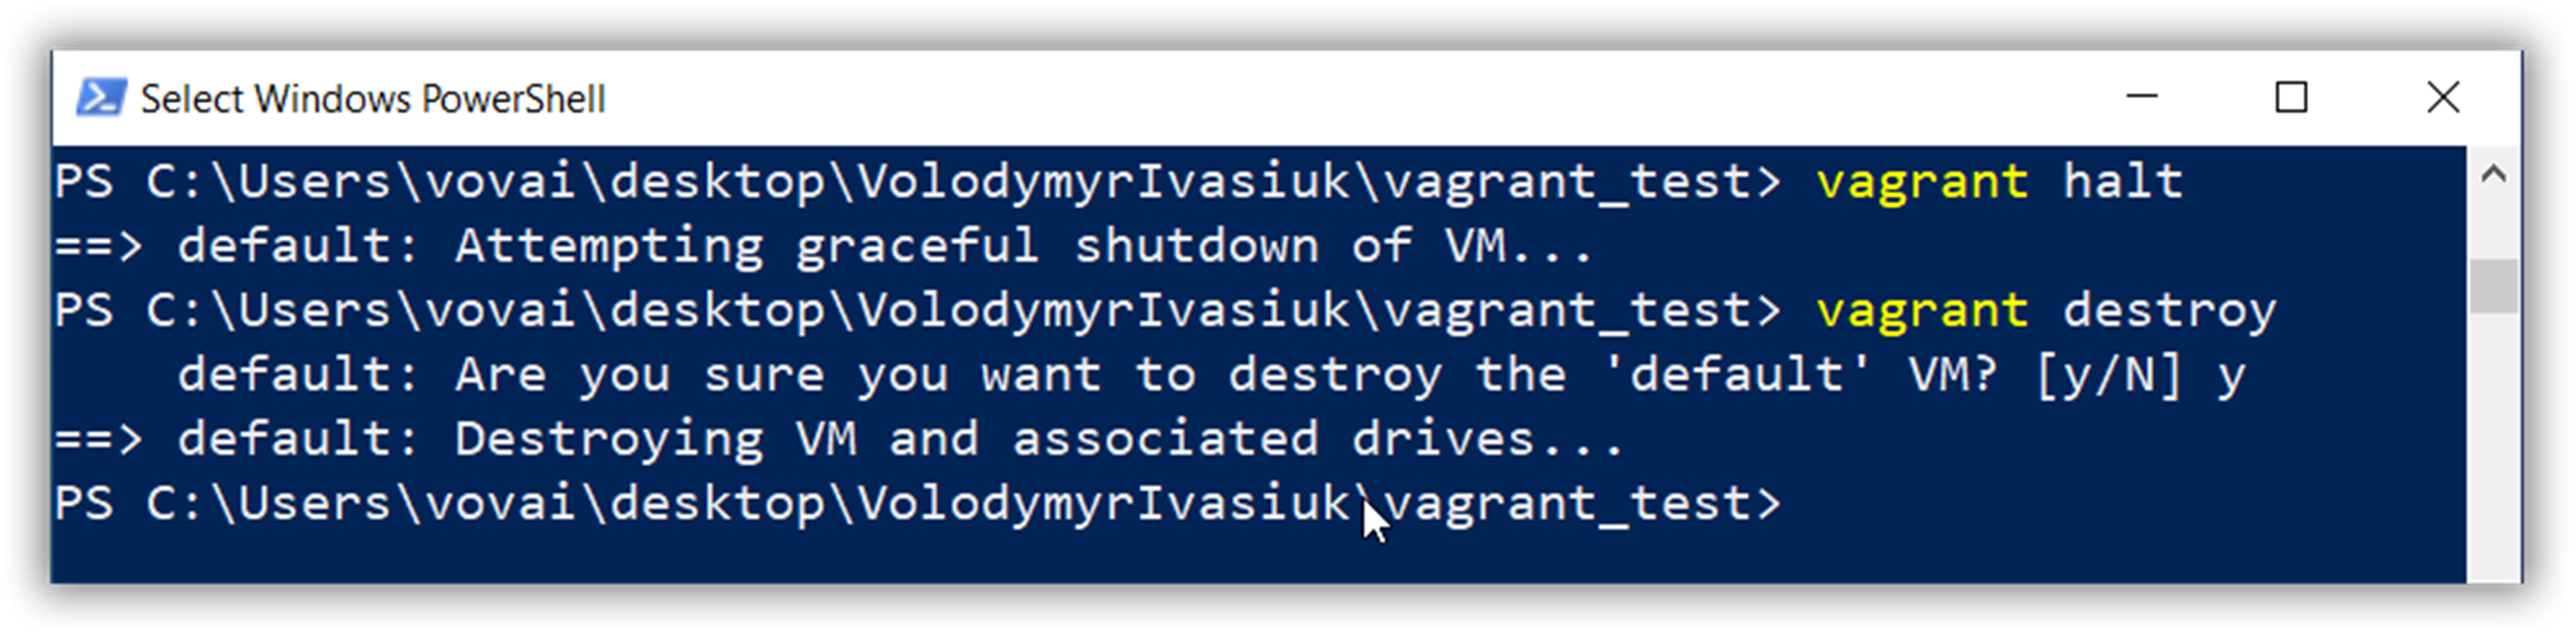 Select Windows PowerShell
PS C:\Users\vovai\desktop\VolodymyrIvasiuk\vagrant_test> vagrant halt
==> default: Attempting graceful shutdown of VM...
PS C:\Users\vovai\desktop\VolodymyrIvasiuk\vagrant_test> vagrant destroy
    default: Are you sure you want to destroy the 'default' VM? [y/N] y
==> default: Destroying VM and associated drives...
PS C:\Users\vovai\desktop\VolodymyrIvasiuk\vagrant_test>